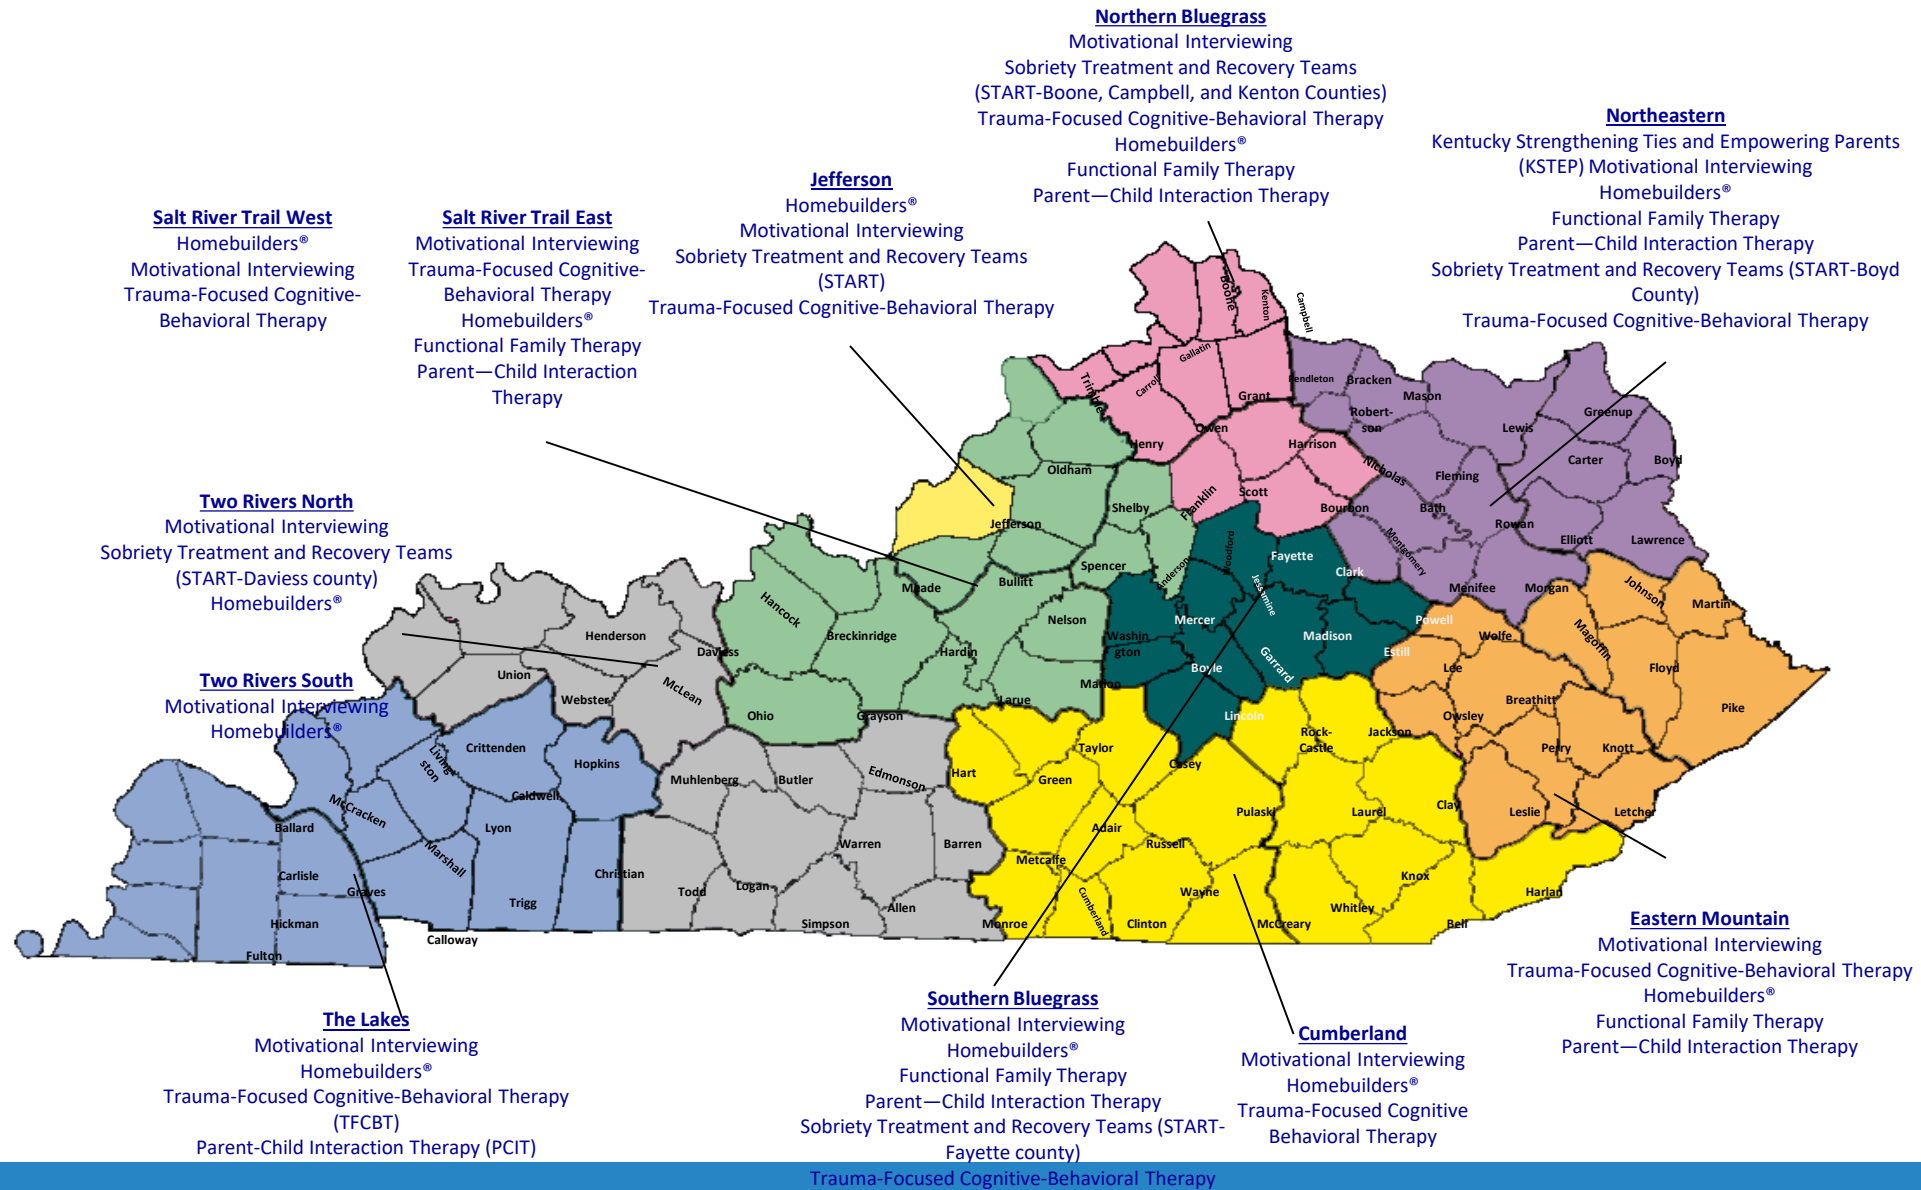 Northern Bluegrass
Motivational Interviewing
Sobriety Treatment and Recovery Teams
(START-Boone, Campbell, and Kenton Counties)
Trauma-Focused Cognitive-Behavioral Therapy
Homebuilders®
Functional Family Therapy
Parent—Child Interaction Therapy
Northeastern
Kentucky Strengthening Ties and Empowering Parents
(KSTEP) Motivational Interviewing
Homebuilders®
Functional Family Therapy
Parent—Child Interaction Therapy
Sobriety Treatment and Recovery Teams (START-Boyd
County)
Trauma-Focused Cognitive-Behavioral Therapy
Jefferson
Homebuilders®
Motivational Interviewing
Sobriety Treatment and Recovery Teams
(START)
Trauma-Focused Cognitive-Behavioral Therapy
Salt River Trail West
Homebuilders®
Motivational Interviewing
Trauma-Focused Cognitive-
Behavioral Therapy
Salt River Trail East
Motivational Interviewing
Trauma-Focused Cognitive-
Behavioral Therapy
Homebuilders®
Functional Family Therapy
Parent—Child Interaction
Therapy
Two Rivers North
Motivational Interviewing
Sobriety Treatment and Recovery Teams
(START-Daviess county)
Homebuilders®
Two Rivers South
Motivational Interviewing
Homebuilders®
Boone
Kenton
Campbell
Gallatin
Carroll
Trimble
Grant
Pendleton
Bracken
Mason
Robert-
son
Lewis
Greenup
Owen
Henry
Harrison
Nicholas
Fleming
Carter
Boyd
Oldham
Shelby
Franklin
Scott
Bourbon
Bath
Rowan
Montgomery
Elliott
Lawrence
Jefferson
Spencer
Anderson
Woodford
Fayette
Clark
Jessamine
Menifee
Morgan
Johnson
Martin
Meade
Bullitt
Hancock
Breckinridge
Nelson
Hardin
Washin
gton
Mercer
Madison
Powell
Estill
Wolfe
Lee
Magoffin
Floyd
Henderson
Daviess
Union
Webster
McLean
Ohio
Grayson
Larue
Marion
Boyle
Garrard
Lincoln
Rock-
Castle
Jackson
Owsley
Breathitt
Pike
Perry
Knott
Leslie
Letcher
Crittenden
Living
ston
Hopkins
Caldwell
McCracken
Lyon
Marshall
Ballard
Carlisle
Graves
Hickman
Fulton
Calloway
Trigg
Christian
Muhlenberg
Butler
Edmonson
Hart
Green
Taylor
Casey
Pulaski
Laurel
Clay
Warren
Barren
Metcalfe
Adair
Russell
Todd
Logan
Simpson
Allen
Monroe
Cumberland
Clinton
Wayne
McCreary
Whitley
Knox
Bell
Harlan
The Lakes
Motivational Interviewing
Homebuilders®
Trauma-Focused Cognitive-Behavioral Therapy
(TFCBT)
Parent-Child Interaction Therapy (PCIT)
Southern Bluegrass
Motivational Interviewing
Homebuilders®
Functional Family Therapy
Parent—Child Interaction Therapy
Sobriety Treatment and Recovery Teams (START-
Fayette county)
Trauma-Focused Cognitive-Behavioral Therapy
Cumberland
Motivational Interviewing
Homebuilders®
Trauma-Focused Cognitive
Behavioral Therapy
Eastern Mountain
Motivational Interviewing
Trauma-Focused Cognitive-Behavioral Therapy
Homebuilders®
Functional Family Therapy
Parent—Child Interaction Therapy